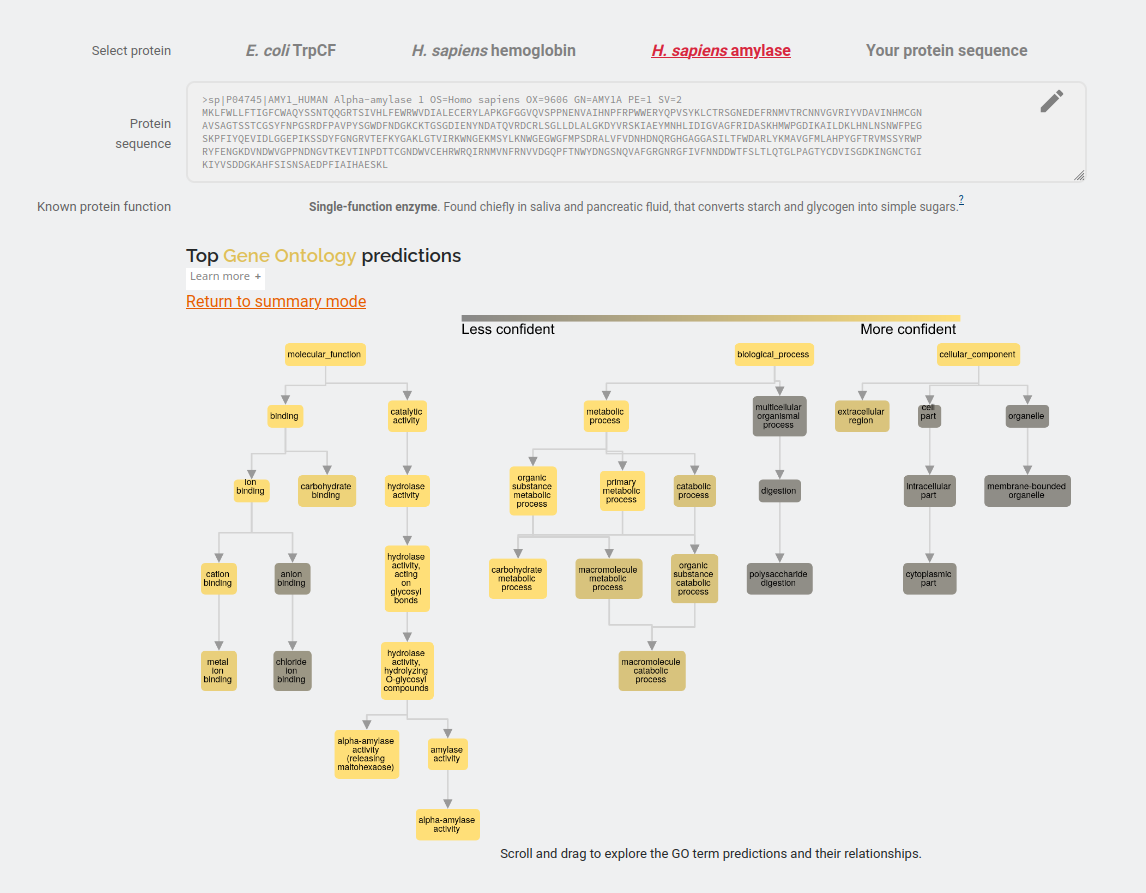 Select protein
E. coli TrpCF
H. sapiens hemoglobin
H. sapiens amylase
Your protein sequence
Protein
sequence
>sp|P04745|AMY1_HUMAN Alpha-amylase 1 OS=Homo sapiens OX=9606 GN=AMY1A PE=1 SV=2
MKLFWLLFTIGFCWAQYSSNTQQGRTSIVHLFEWRWVDIALECERYLAPKGFGGVQVSPPNENVAIHNPFRPWWERYQPVSYKLCTRSGNEDEFRNMVTRCNNVGVRIYVDAVINHMCGN
AVSAGTSSTCGSYFNPGSRDFPAVPYSGWDFNDGKCKTGSGDIENYNDATQVRDCRLSGLLDLALGKDYVRSKIAEYMNHLIDIGVAGFRIDASKHMWPGDIKAILDKLHNLNSNWFPEG
SKPFIYQEVIDLGGEPIKSSDYFGNGRVTEFKYGAKLGTVIRKWNGEKMSYLKNWGEGWGFMPSDRALVFVDNHDNQRGHGAGGASILTFWDARLYKMAVGFMLAHPYGFTRVMSSYRWP
RYFENGKDVNDWVGPPNDNGVTKEVTINPDTTCGNDWVCEHRWRQIRNMVNFRNVVDGQPFTNWYDNGSNQVAFGRGNRGFIVFNNDDWTFSLTLQTGLPAGTYCDVISGDKINGNCTGI
KIYVSDDGKAHFSISNSAEDPFIAIHAESKL
Known protein function
Single-function enzyme. Found chiefly in saliva and pancreatic fluid, that converts starch and glycogen into simple sugars.?
Top Gene Ontology predictions
Learn more +
Return to summary mode
Less confident
More confident
molecular_function
biological_process
cellular_component
binding
catalytic
activity
metabolic
process
multicellular
organismal
process
extracellular
region
cell
part
organelle
ion
binding
carbohydrate
binding
hydrolase
activity
organic
substance
metabolic
process
primary
metabolic
process
catabolic
process
digestion
intracellular
part
membrane-bounded
organelle
cation
binding
anion
binding
hydrolase
activity,
acting
on
glycosyl
bonds
carbohydrate
metabolic
process
macromolecule
metabolic
process
organic
substance
catabolic
process
polysaccharide
digestion
cytoplasmic
part
metal
ion
binding
chloride
ion
binding
hydrolase
activity,
hydrolyzing
O-glycosyl
compounds
macromolecule
catabolic
process
alpha-amylase
activity
(releasing
maltohexaose)
amylase
activity
alpha-amylase
activity
Scroll and drag to explore the GO term predictions and their relationships.